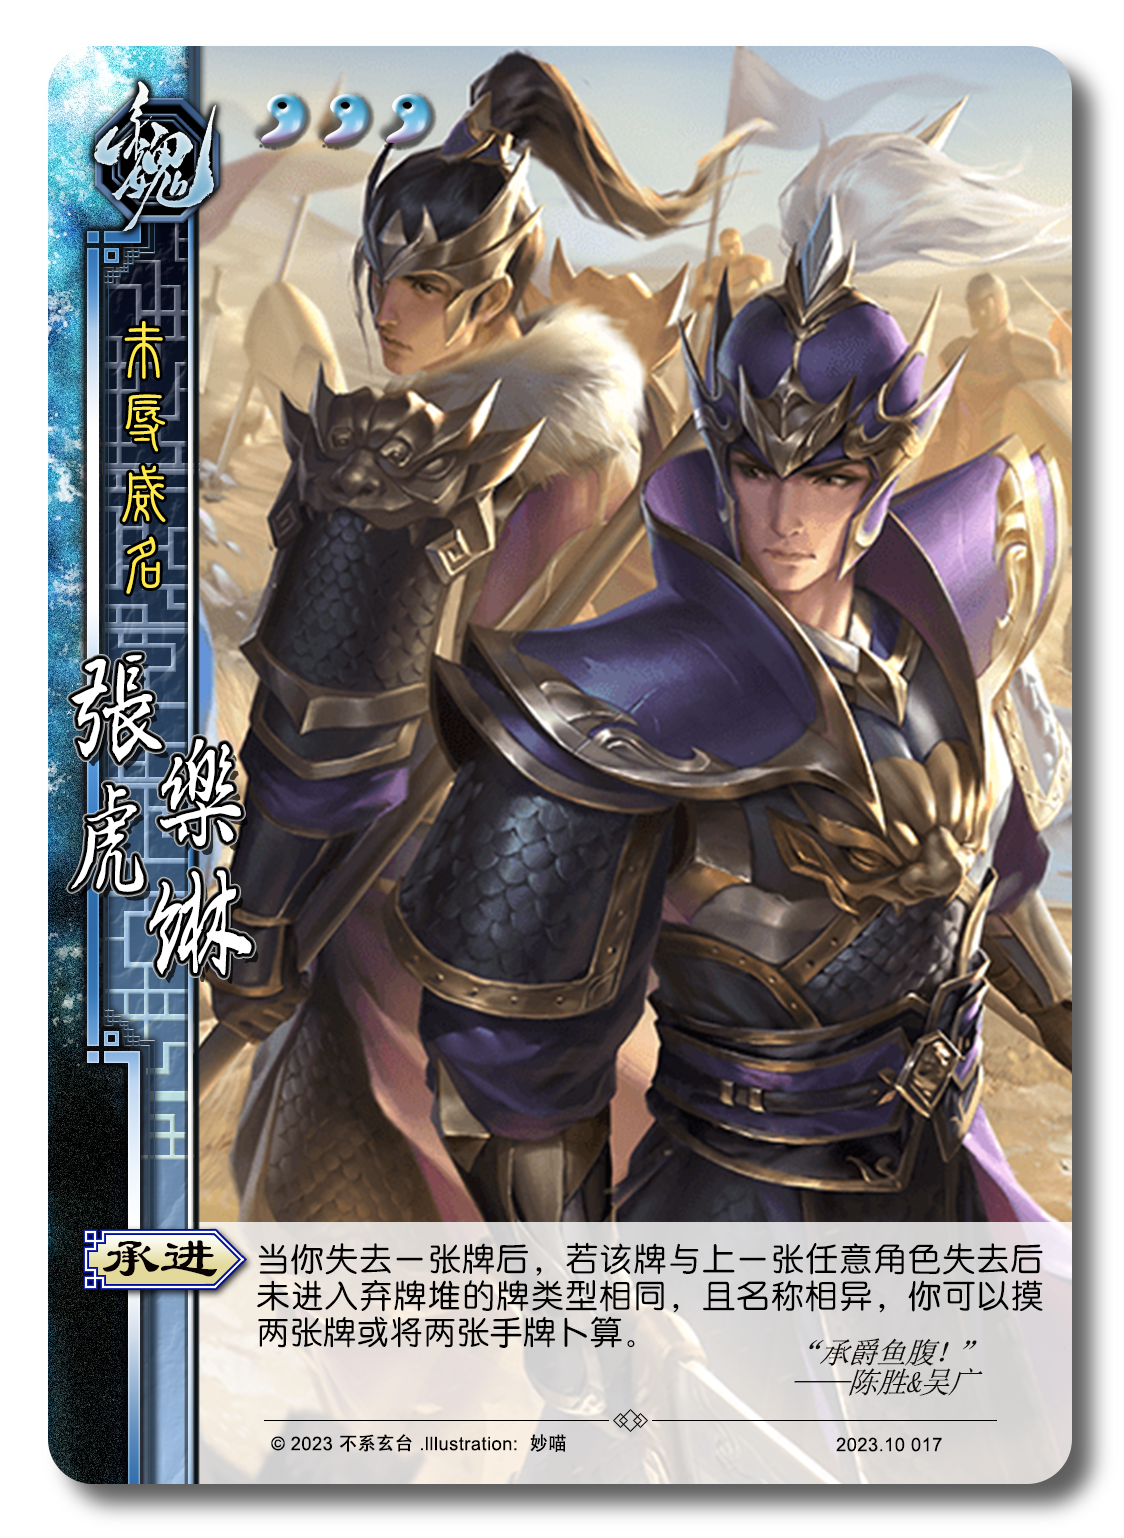 魏
未辱威名
張虎
樂綝
承进
当你失去一张牌后，若该牌与上一张任意角色失去后
未进入弃牌堆的牌类型相同，且名称相异，你可以摸
两张牌或将两张手牌卜算。
“承爵鱼腹！”
——陈胜&吴广
© 2023 不系玄台 .Illustration: 妙喵
2023.10 017